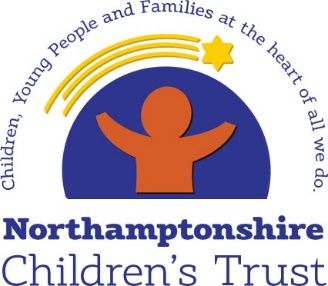 Children, Young People and Families at the heart of all we do.
Northamptonshire
Children's Trust